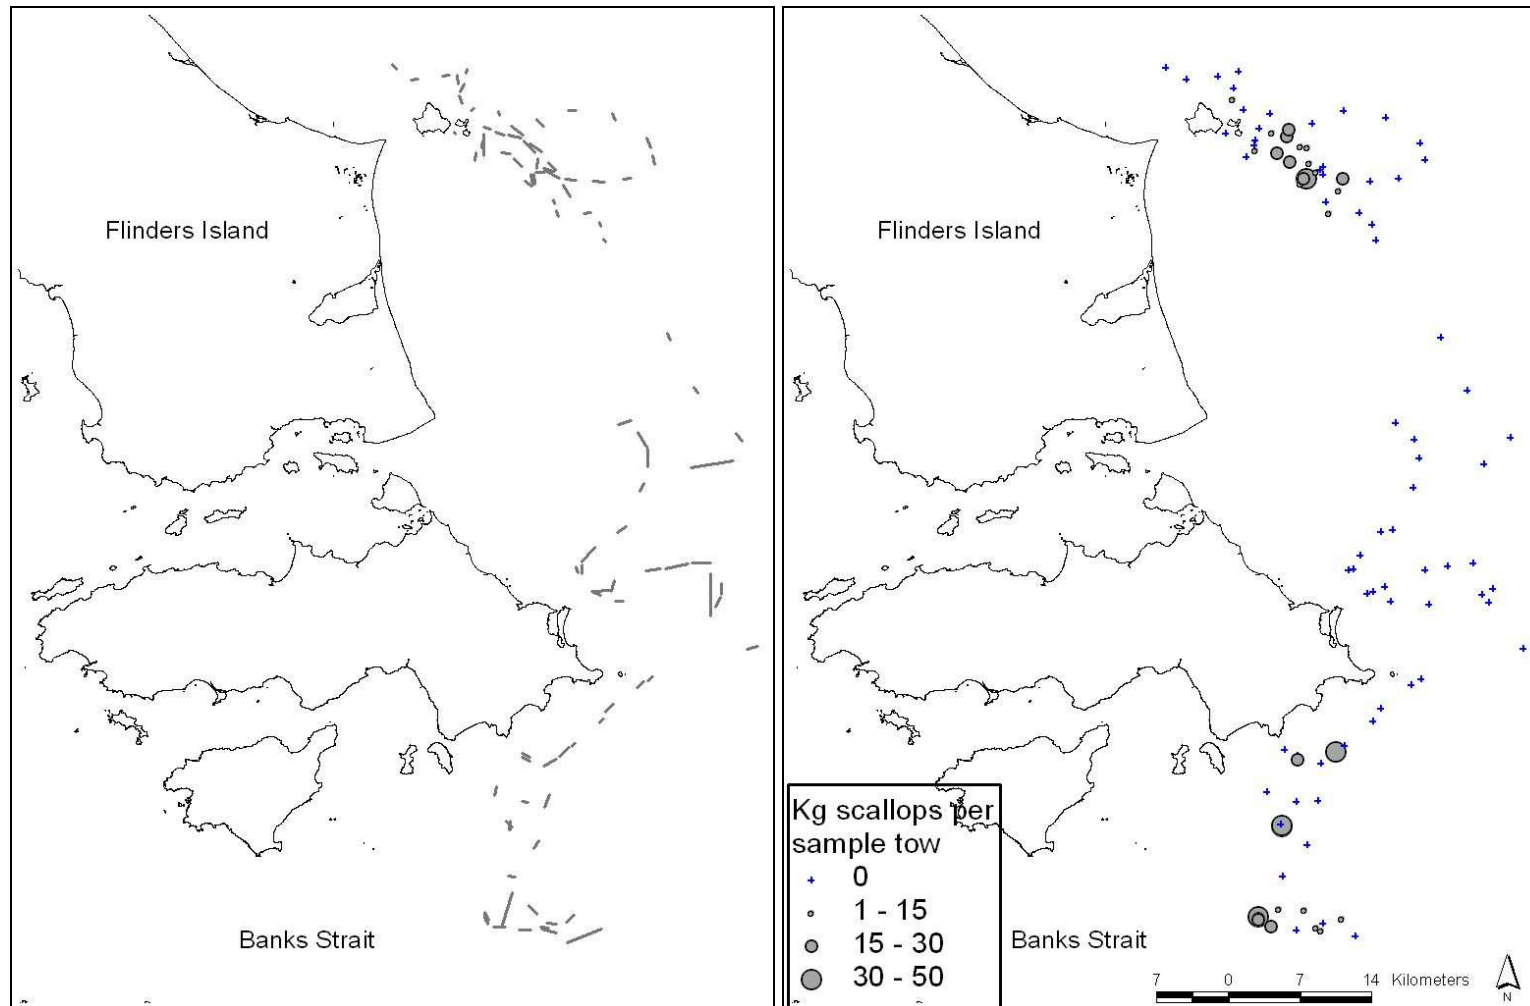 Flinders Island
Banks Strait
Flinders Island
Kg scallops per
sample tow
0
1 - 15
15 - 30
30 - 50
Banks Strait
7 0 7 14 Kilometers
N